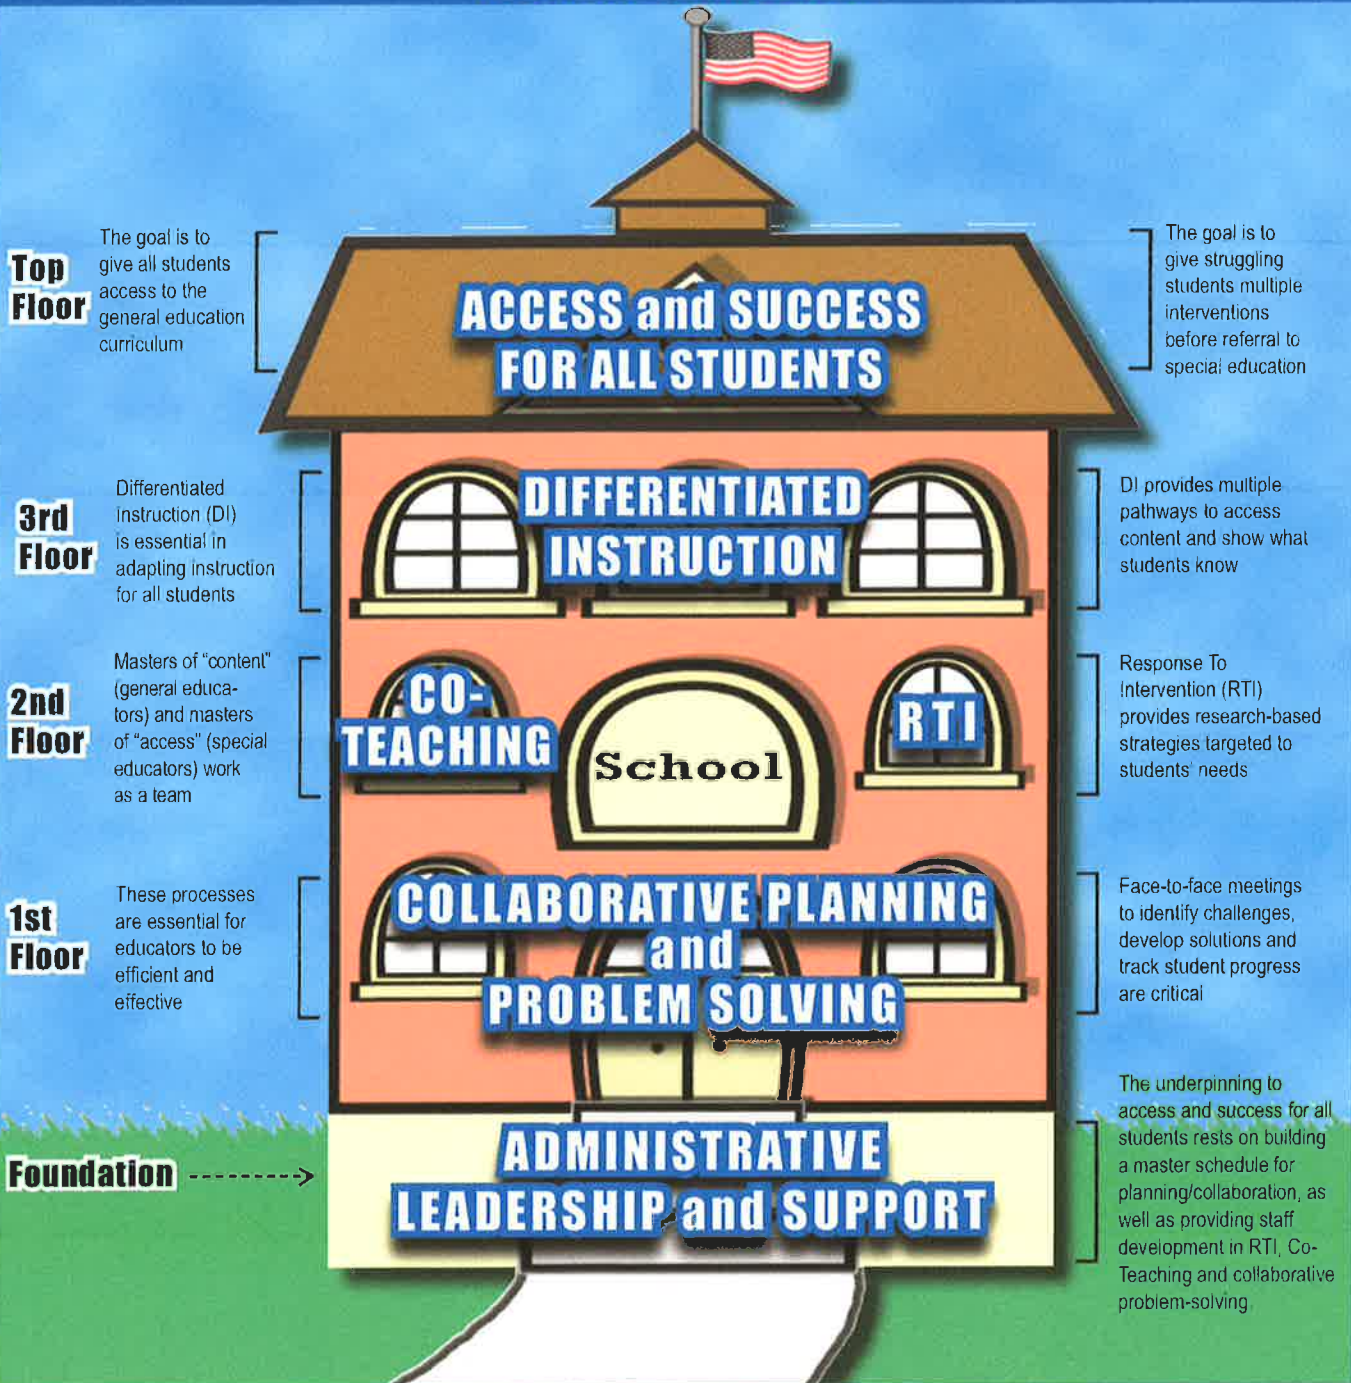 Top
Floor
The goal is to
give all students
access to the
general education
curriculum
ACCESS and SUCCESS
FOR ALL STUDENTS
The goal is to
give struggling
students multiple
interventions
before referral to
special education
3rd
Floor
Differentiated
Instruction (DI)
is essential in
adapting instruction
for all students
DIFFERENTIATED
INSTRUCTION
DI provides multiple
pathways to access
content and show what
students know
2nd
Floor
Masters of "content"
(general educa-
tors) and masters
of "access" (special
educators) work
as a team
CO-
TEACHING
School
RTI
Response To
Intervention (RTI)
provides research-based
strategies targeted to
students' needs
1st
Floor
These processes
are essential for
educators to be
efficient and
effective
COLLABORATIVE PLANNING
and
PROBLEM SOLVING
Face-to-face meetings
to identify challenges,
develop solutions and
track student progress
are critical
Foundation
ADMINISTRATIVE
LEADERSHIP and SUPPORT
The underpinning to
access and success for all
students rests on building
a master schedule for
planning/collaboration, as
well as providing staff
development in RTI, Co-
Teaching and collaborative
problem-solving